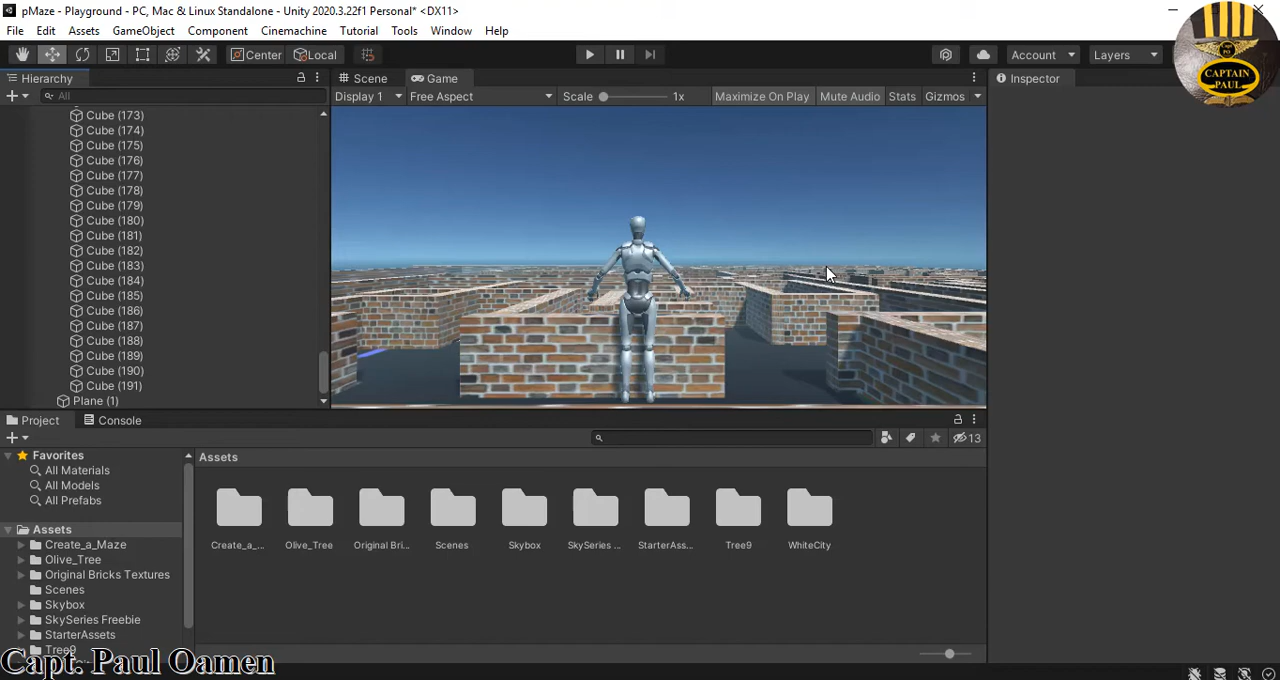 pMaze - Playground - PC, Mac & Linux Standalone - Unity 2020.3.22f1 Personal* <DX11>
File Edit Assets GameObject Component Cinemachine Tutorial Tools Window Help
Center Local Account Layers
CAPTAIN
PAUL
Hierarchy Scene Game Inspector
All Display 1 Free Aspect Scale 1x Maximize On Play Mute Audio Stats Gizmos
Cube (173)
Cube (174)
Cube (175)
Cube (176)
Cube (177)
Cube (178)
Cube (179)
Cube (180)
Cube (181)
Cube (182)
Cube (183)
Cube (184)
Cube (185)
Cube (186)
Cube (187)
Cube (188)
Cube (189)
Cube (190)
Cube (191)
Plane (1)
Project Console
13
Favorites
All Materials
All Models
All Prefabs
Assets
Create_a_Maze
Olive_Tree
Original Bricks Textures
Scenes
Skybox
SkySeries Freebie
StarterAssets
Tree9
Assets
Create_a_... Olive_Tree Original Bri... Scenes Skybox SkySeries ... StarterAss... Tree9 WhiteCity
Capt. Paul Oamen